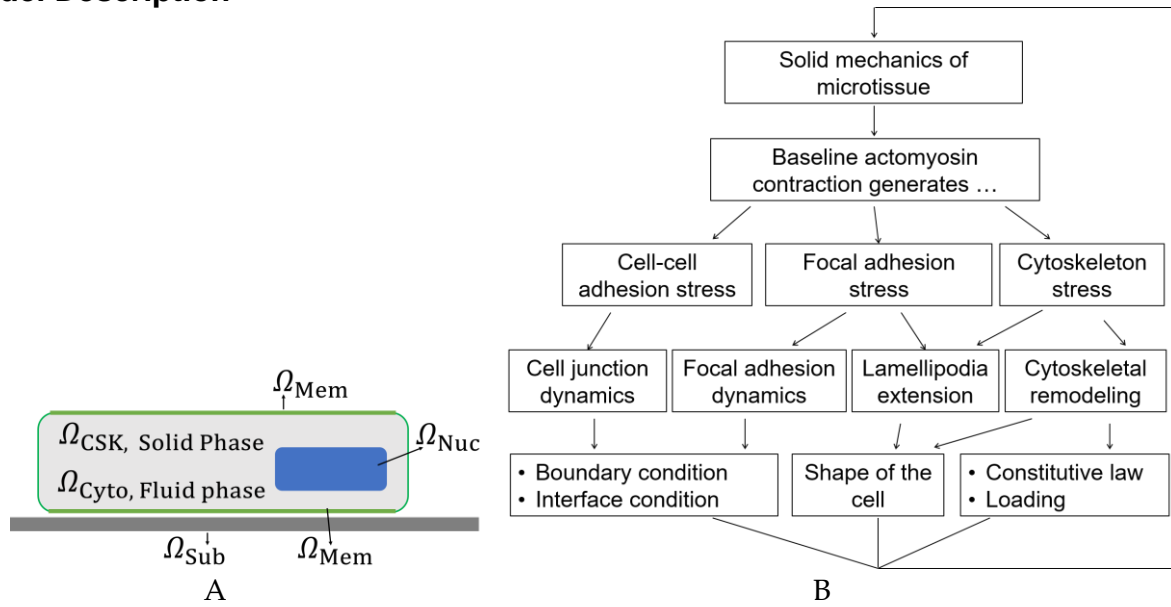 Description
Solid mechanics of
microtissue
Baseline actomyosin
contraction generates …
Cell-cell
adhesion stress
Focal adhesion
stress
Cytoskeleton
stress
Cell junction
dynamics
Focal adhesion
dynamics
Lamellipodia
extension
Cytoskeletal
remodeling
• Boundary condition
• Interface condition
Shape of the
cell
• Constitutive law
• Loading
B
Ω_Mem
Ω_CSK, Solid Phase
Ω_Nuc
Ω_Cyto, Fluid phase
Ω_Sub
Ω_Mem
A